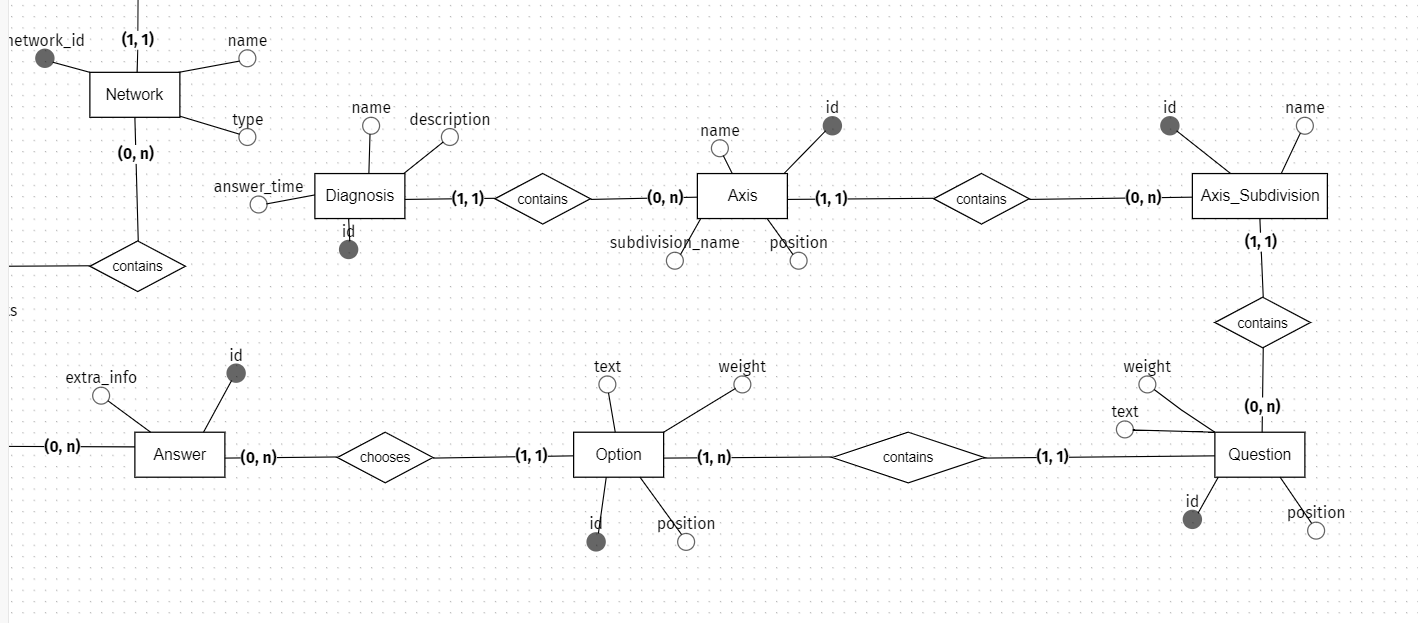 (1, 1)
name
Network
type
(0, n)
contains
name
description
answer_time
Diagnosis
id
(1, 1)
contains
(0, n)
name
id
Axis
subdivision_name
position
(1, 1)
contains
(0, n)
id
name
Axis_Subdivision
(1, 1)
contains
(0, n)
weight
text
Question
id
position
(1, 1)
contains
(1, n)
text
weight
Option
id
position
(1, 1)
chooses
(0, n)
id
extra_info
Answer
(0, n)